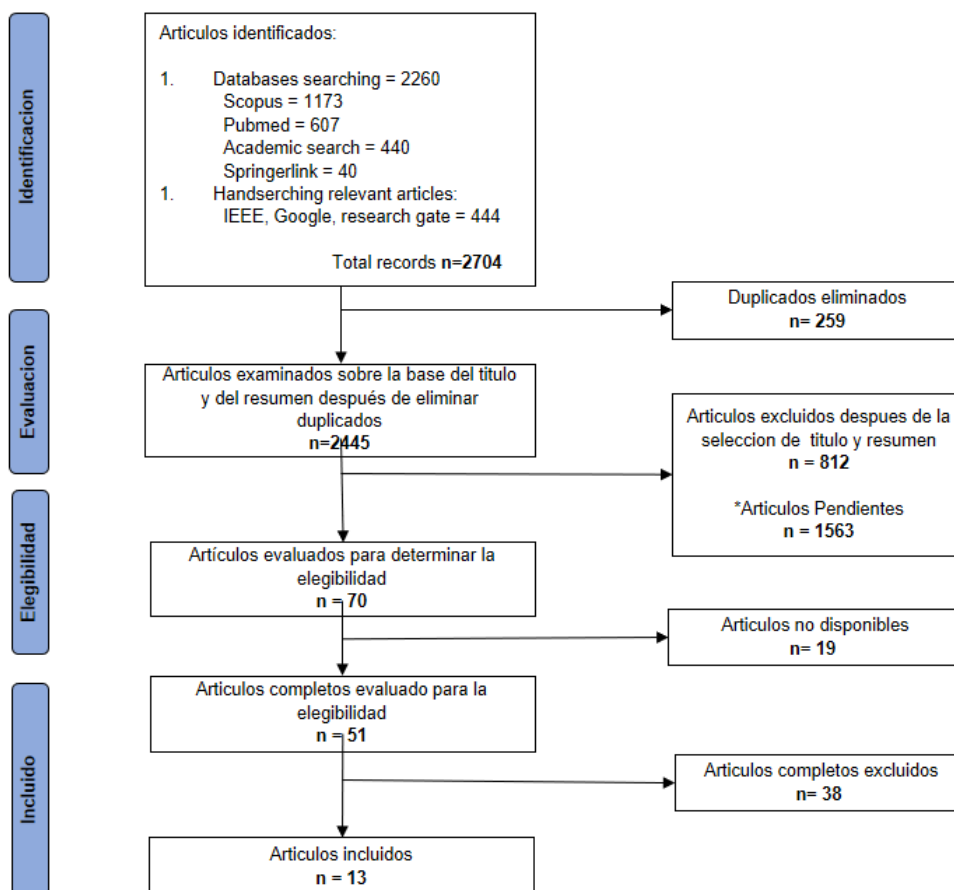 Identificacion
Articulos identificados:
1. Databases searching = 2260
Scopus = 1173
Pubmed = 607
Academic search = 440
Springerlink = 40
1. Handserching relevant articles:
IEEE, Google, research gate = 444
Total records n=2704
Duplicados eliminados
n= 259
Evaluacion
Articulos examinados sobre la base del titulo
y del resumen después de eliminar
duplicados
n=2445
Articulos excluidos despues de la
seleccion de titulo y resumen
n = 812
*Articulos Pendientes
n = 1563
Elegibilidad
Artículos evaluados para determinar la
elegibilidad
n = 70
Articulos no disponibles
n= 19
Articulos completos evaluado para la
elegibilidad
n = 51
Incluido
Articulos completos excluidos
n= 38
Articulos incluidos
n = 13